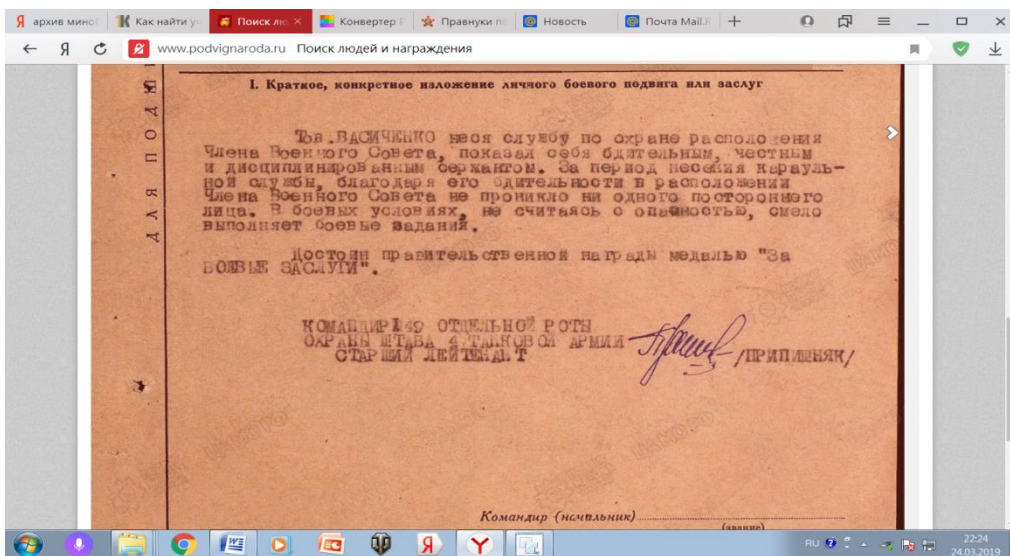 архив мино
Как найти у
Поиск лю
Конвертер
Правнуки по
Новость
Почта Mail.R
www.podvignaroda.ru Поиск людей и награждения
ДЛЯ ПОДП
I. Краткое, конкретное изложение личного боевого подвига или заслуг
Тов. ВАСИЧЕНКО неся службу по охране расположения
Члена Военного Совета, показал себя бдительным, честным
и дисциплинированным сержантом. За период несения карауль-
ной службы, благодаря его бдительности в расположении
Члена Военного Совета не проникло ни одного постороннего
лица. В боевых условиях, не считаясь с опасностью, смело
выполняет боевые задания.
Достоин правительственной награды медалью "За
БОЕВЫЕ ЗАСЛУГИ".
КОМАНДИР 149 ОТДЕЛЬНОЙ РОТЫ
ОХРАНЫ ШТАБА 4 ТАНКОВОЙ АРМИИ
СТАРШИЙ ЛЕЙТЕНАНТ /ПРИПИШНЯК/
Командир (начальник)
(звание)
RU
22:24
24.03.2019